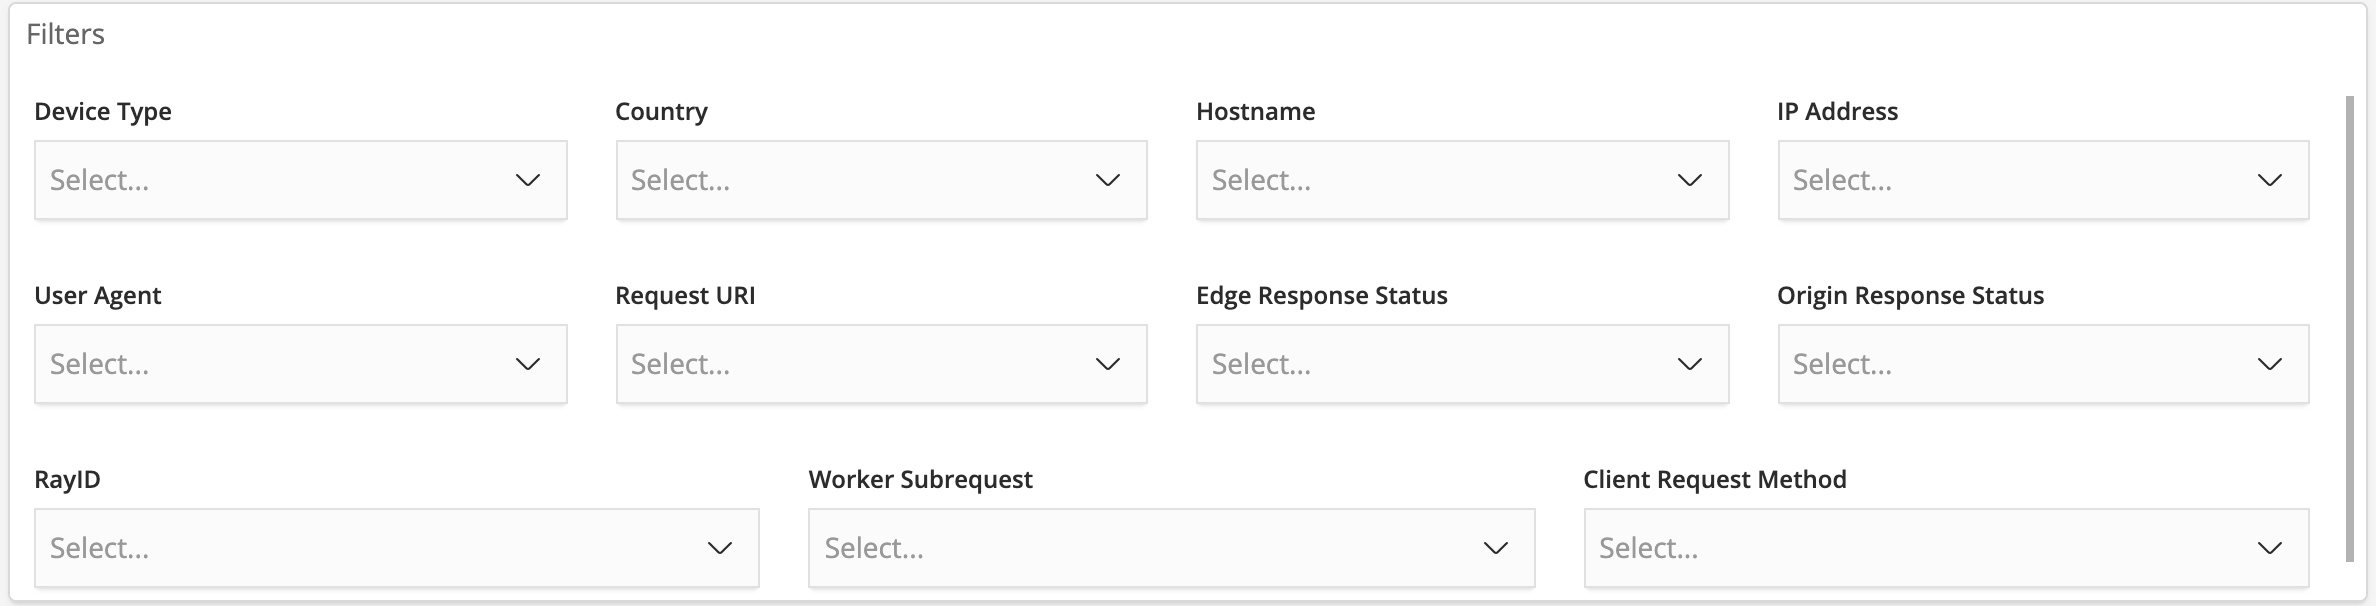 Filters
Device Type Country Hostname IP Address
Select... Select... Select... Select...
User Agent Request URI Edge Response Status Origin Response Status
Select... Select... Select... Select...
RayID Worker Subrequest Client Request Method
Select... Select... Select...